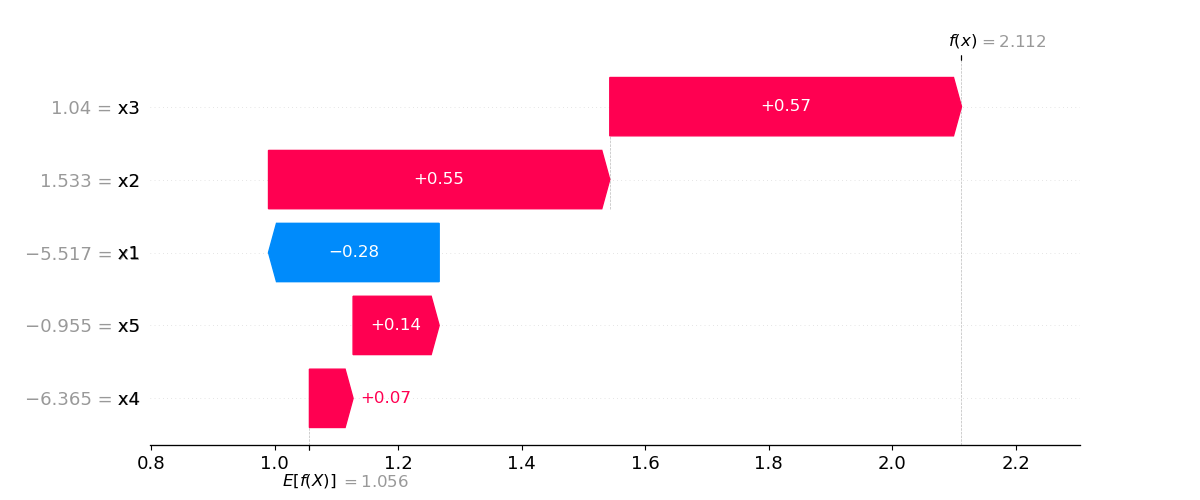 f(x) = 2.112
1.04 = x3
+0.57
1.533 = x2
+0.55
−5.517 = x1
−0.28
−0.955 = x5
+0.14
−6.365 = x4
+0.07
0.8 1.0 1.2 1.4 1.6 1.8 2.0 2.2
E[f(X)] = 1.056